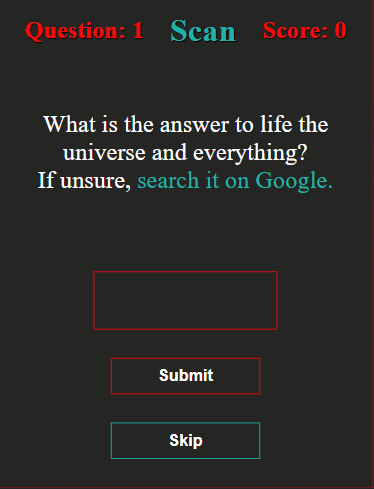 Question: 1 Scan Score: 0
What is the answer to life the
universe and everything?
If unsure, search it on Google.
Submit
Skip